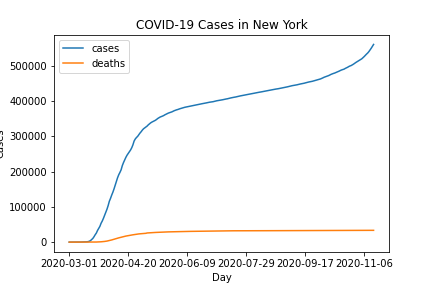 COVID-19 Cases in New York
cases
deaths
500000
400000
300000
200000
100000
0
cases
2020-03-01 2020-04-20 2020-06-09 2020-07-29 2020-09-17 2020-11-06
Day